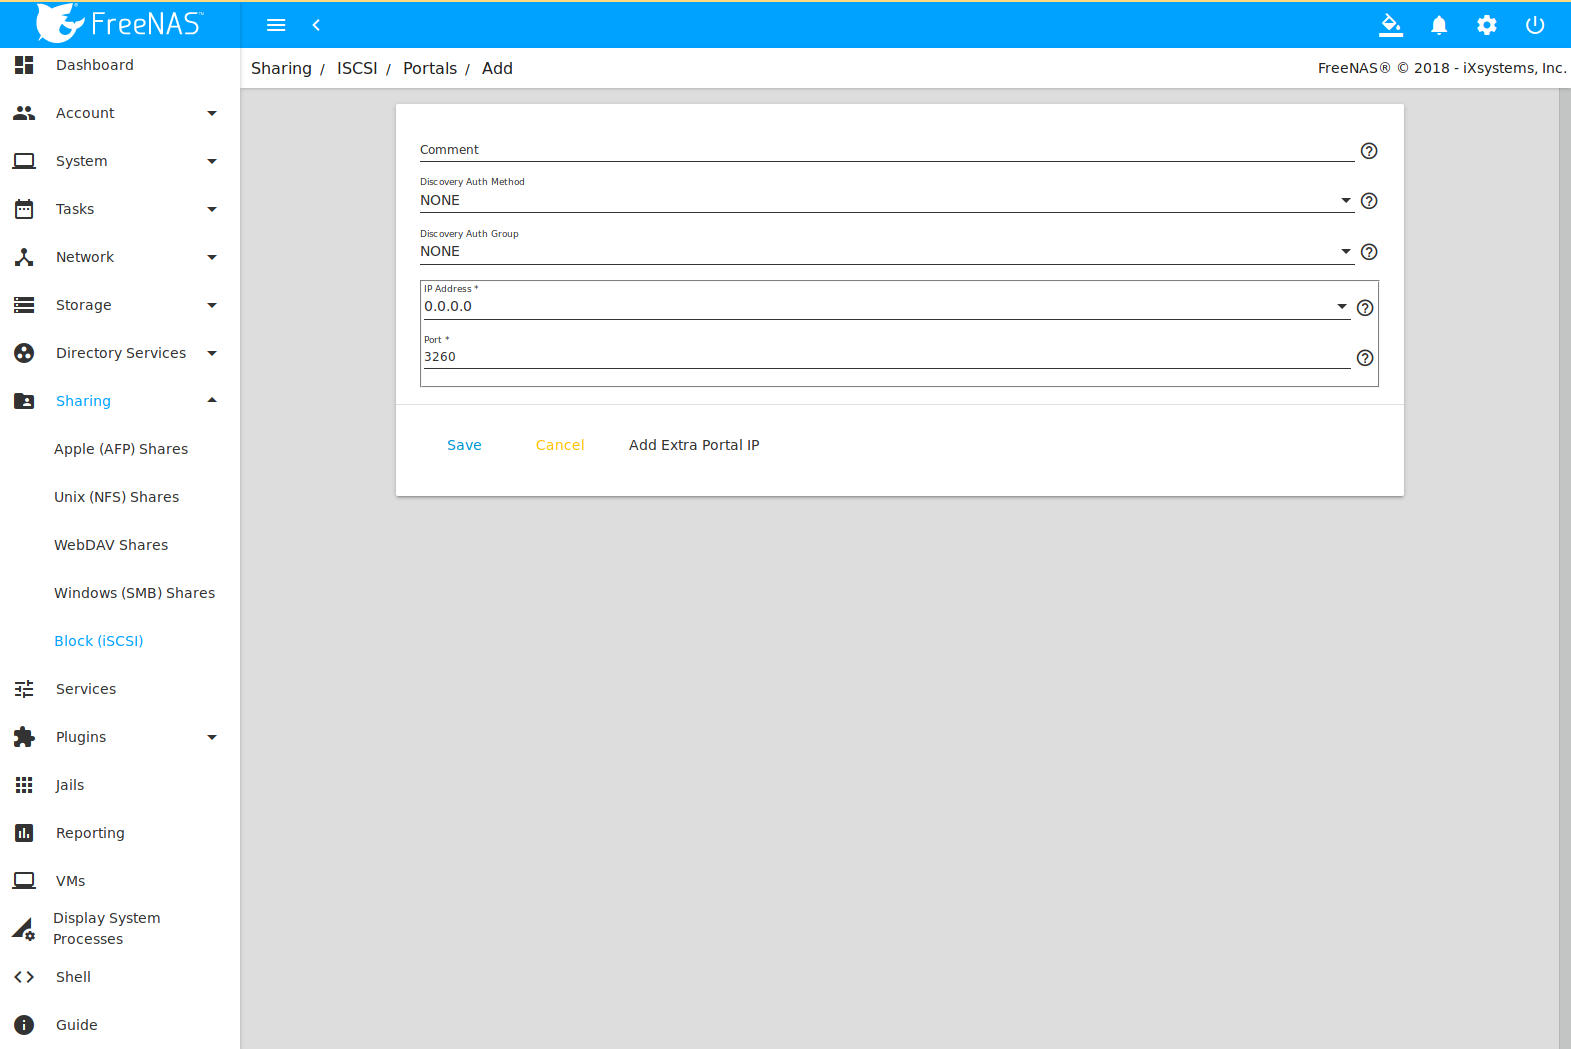 FreeNAS™
Sharing / ISCSI / Portals / Add
FreeNAS® © 2018 - iXsystems, Inc.
Dashboard
Account
System
Tasks
Network
Storage
Directory Services
Sharing
Apple (AFP) Shares
Unix (NFS) Shares
WebDAV Shares
Windows (SMB) Shares
Block (iSCSI)
Services
Plugins
Jails
Reporting
VMs
Display System
Processes
Shell
Guide
Comment
Discovery Auth Method
NONE
Discovery Auth Group
NONE
IP Address *
0.0.0.0
Port *
3260
Save Cancel Add Extra Portal IP